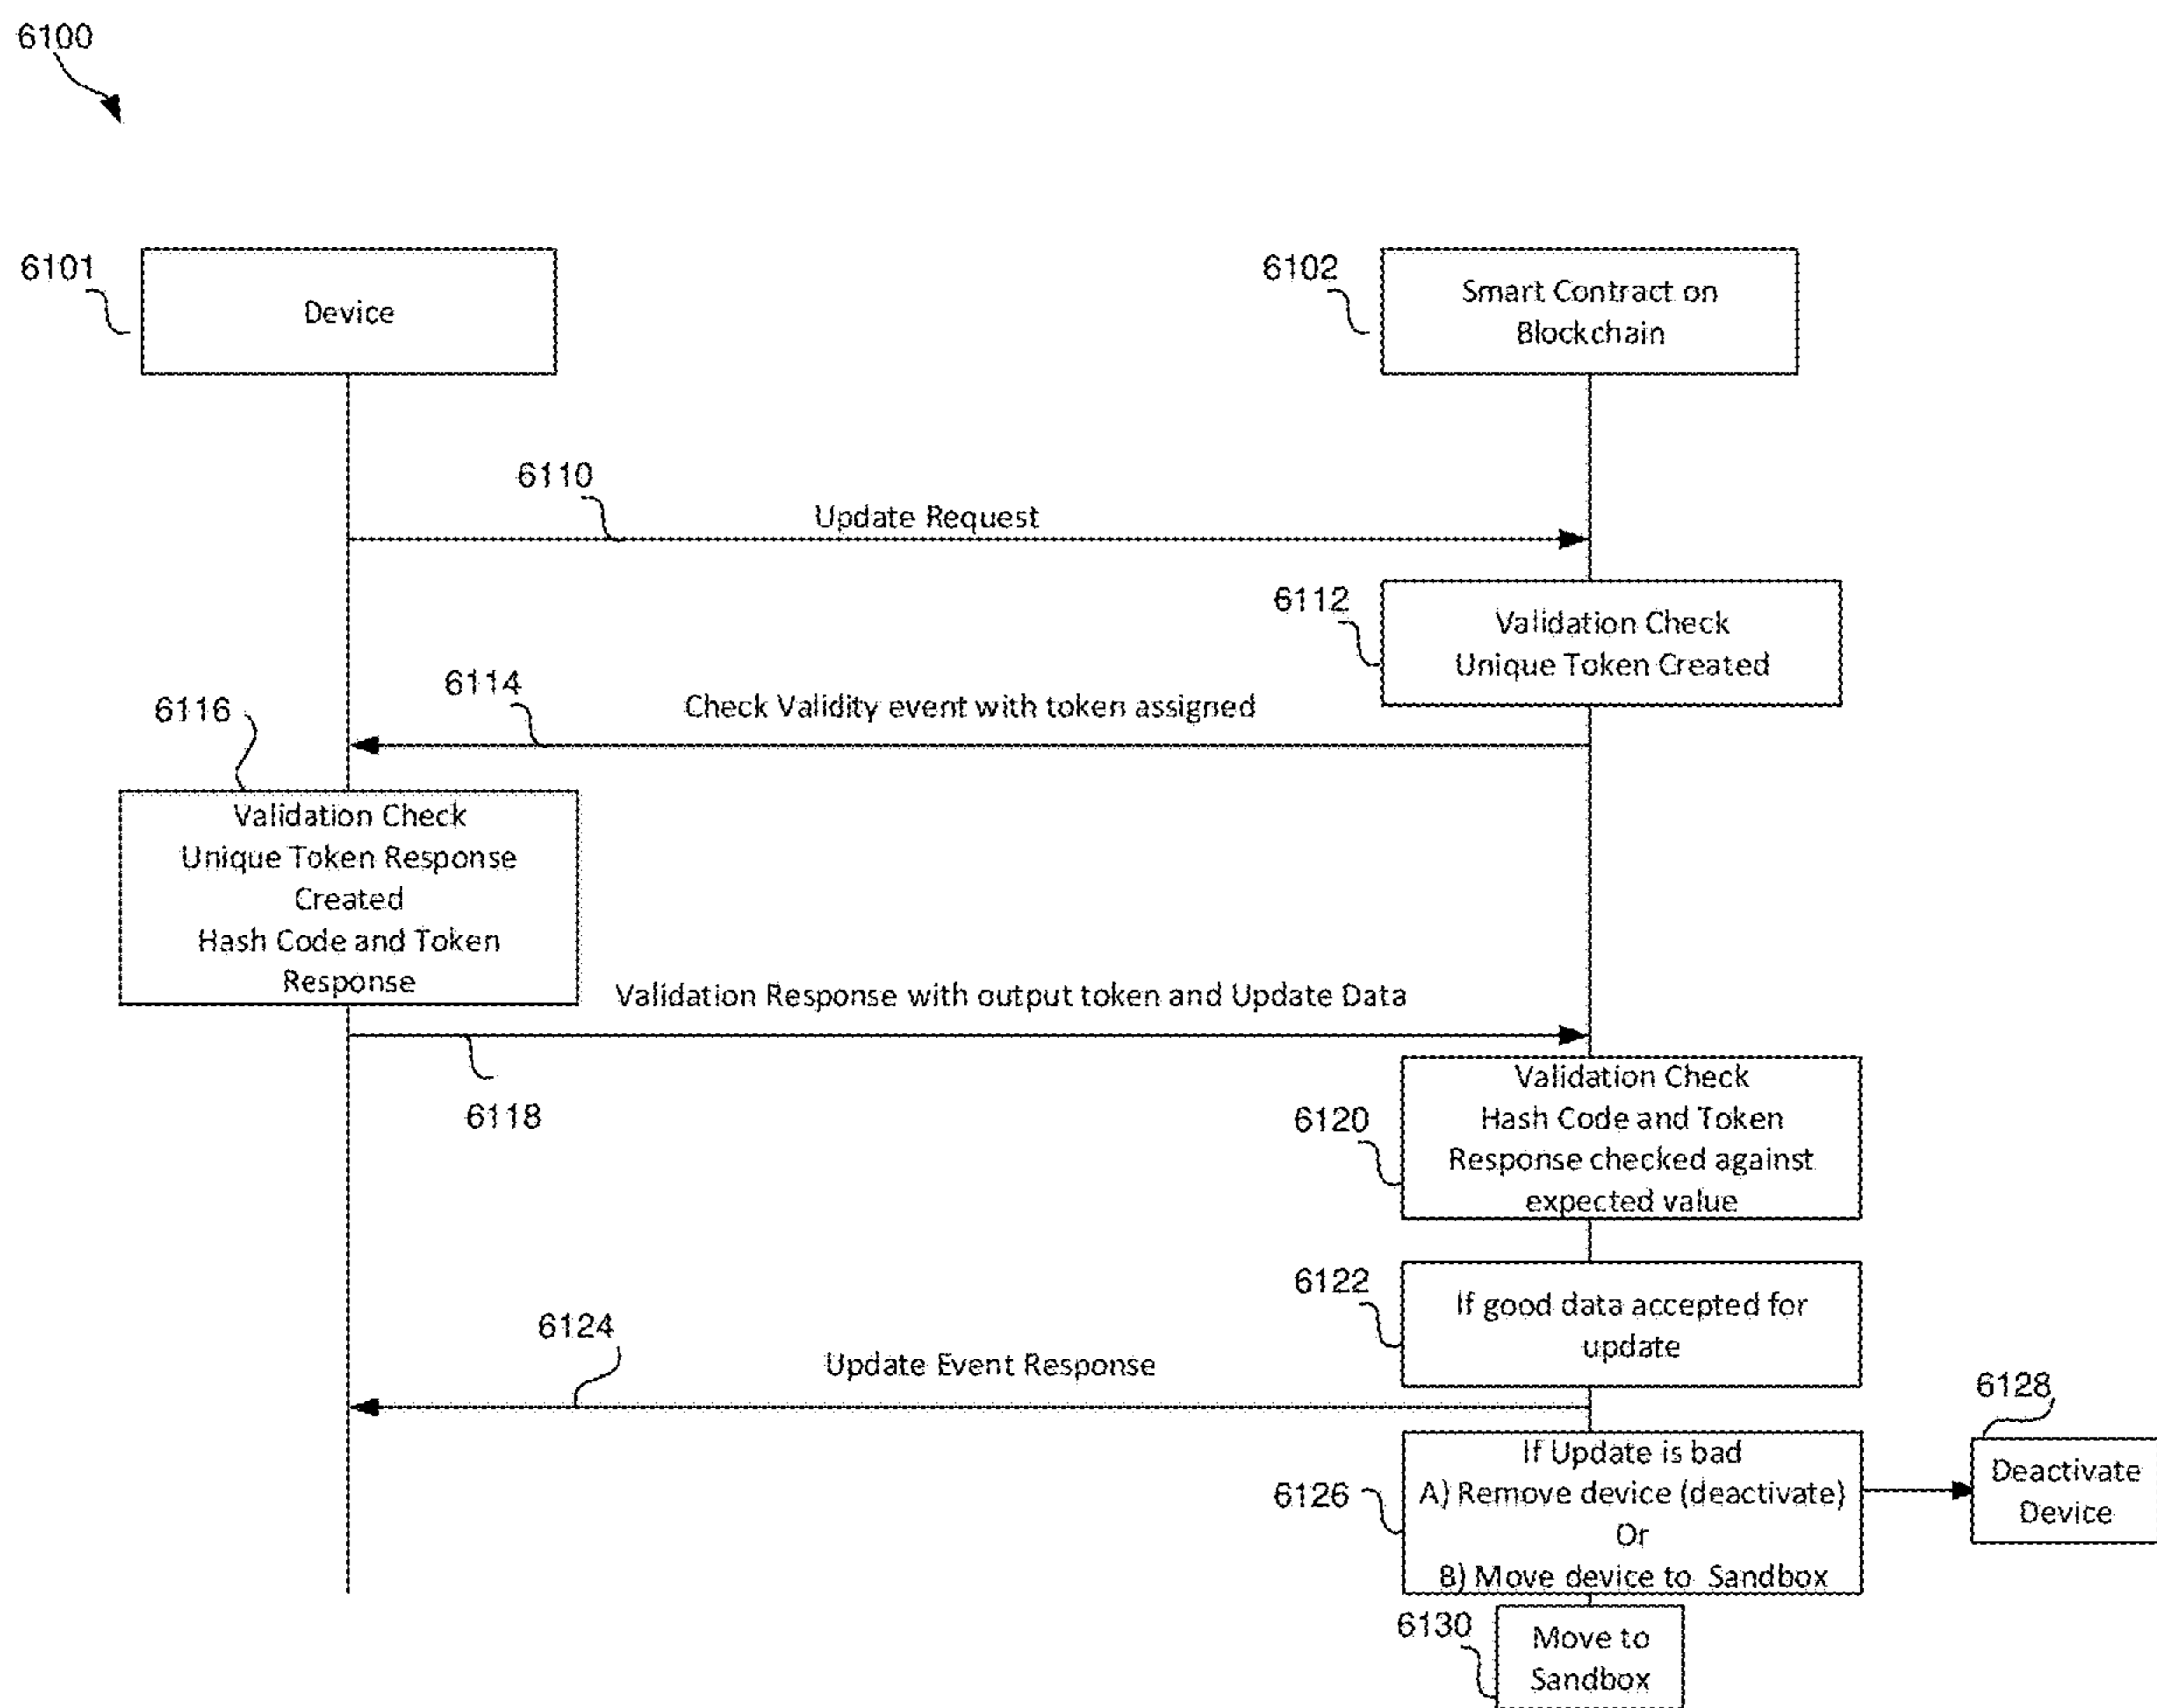 6100
6101
Device
6102
Smart Contract on
Blockchain
6110
Update Request
6112
Validation Check
Unique Token Created
6114
Check Validity event with token assigned
6116
Validation Check
Unique Token Response
Created
Hash Code and Token
Response
Validation Response with output token and Update Data
6118
6120
Validation Check
Hash Code and Token
Response checked against
expected value
6122
If good data accepted for
update
6124
Update Event Response
6126
If Update is bad
A) Remove device (deactivate)
Or
B) Move device to Sandbox
6128
Deactivate
Device
6130
Move to
Sandbox